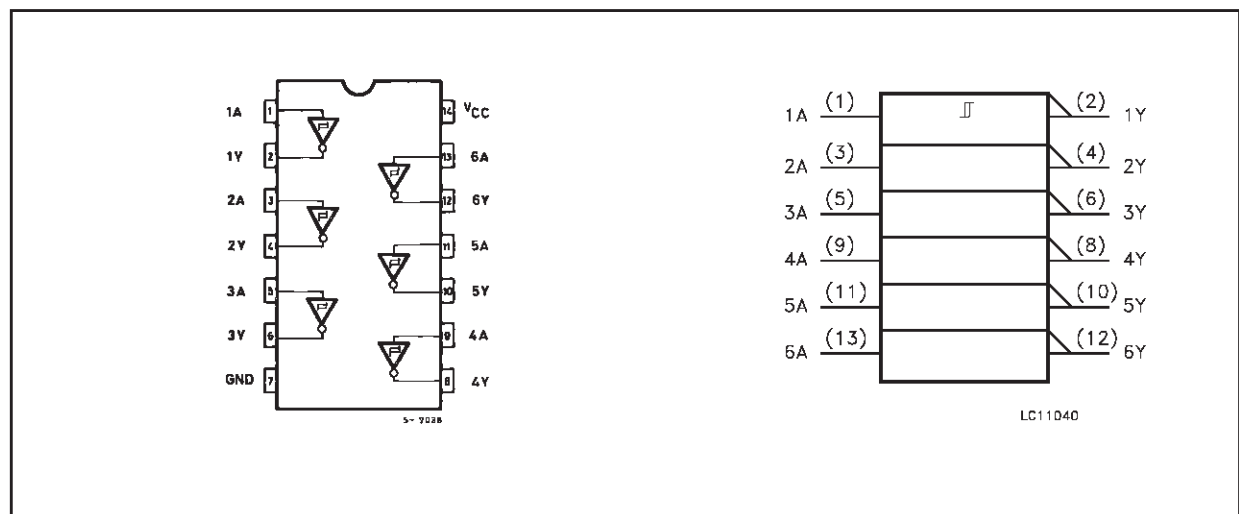 1A 1 14 VCC
1Y 2 13 6A
2A 3 12 6Y
2Y 4 11 5A
3A 5 10 5Y
3Y 6 9 4A
GND 7 8 4Y
S-7028
1A (1) (2) 1Y
2A (3) (4) 2Y
3A (5) (6) 3Y
4A (9) (8) 4Y
5A (11) (10) 5Y
6A (13) (12) 6Y
LC11040